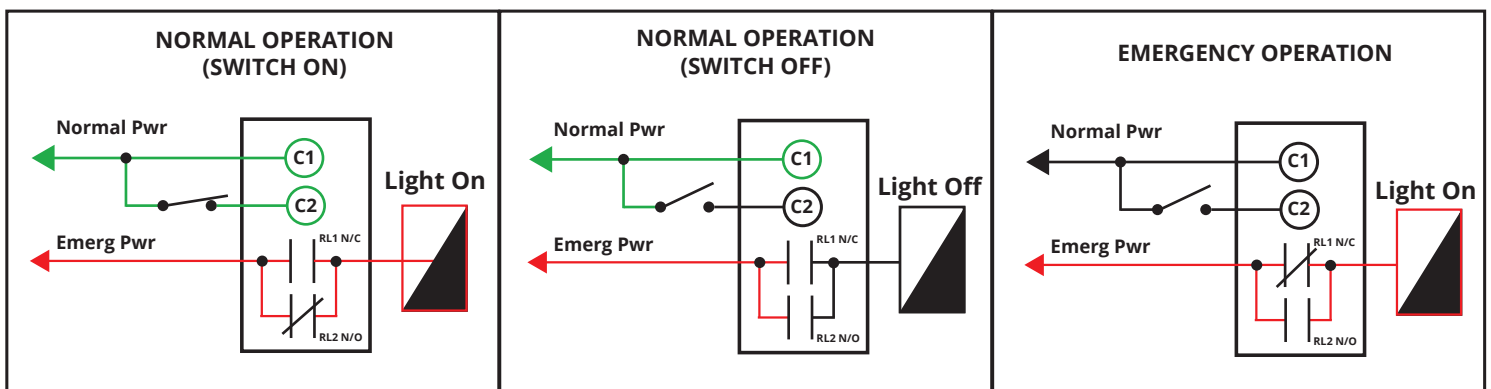 NORMAL OPERATION
(SWITCH ON)
Normal Pwr
C1
C2
Light On
Emerg Pwr
RL1 N/C
RL2 N/O
NORMAL OPERATION
(SWITCH OFF)
Normal Pwr
C1
C2
Light Off
Emerg Pwr
RL1 N/C
RL2 N/O
EMERGENCY OPERATION
Normal Pwr
C1
C2
Light On
Emerg Pwr
RL1 N/C
RL2 N/O